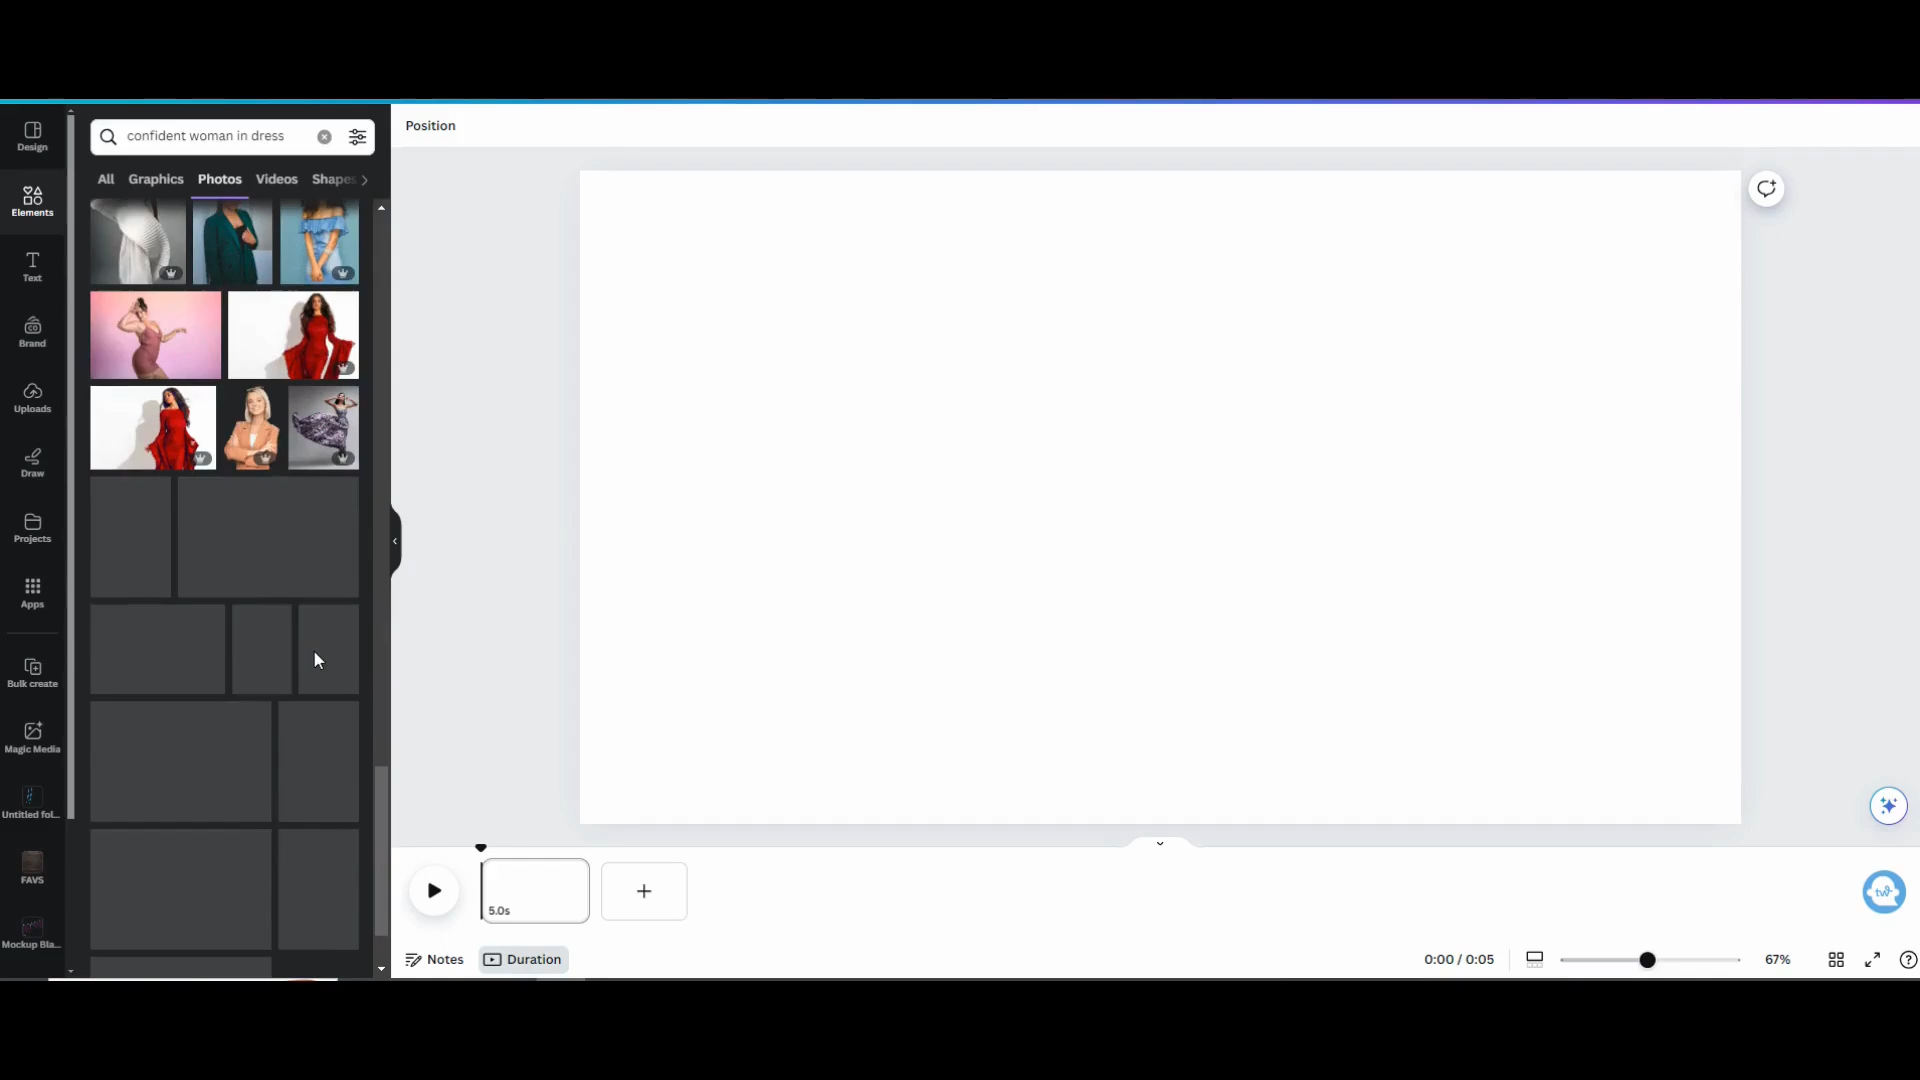 Design
Elements
Text
Brand
Uploads
Draw
Projects
Apps
Bulk create
Magic Media
Untitled fol...
FAVS
Mockup Bla...
confident woman in dress
All Graphics Photos Videos Shapes
Position
5.0s
Notes
Duration
0:00 / 0:05
67%
tw